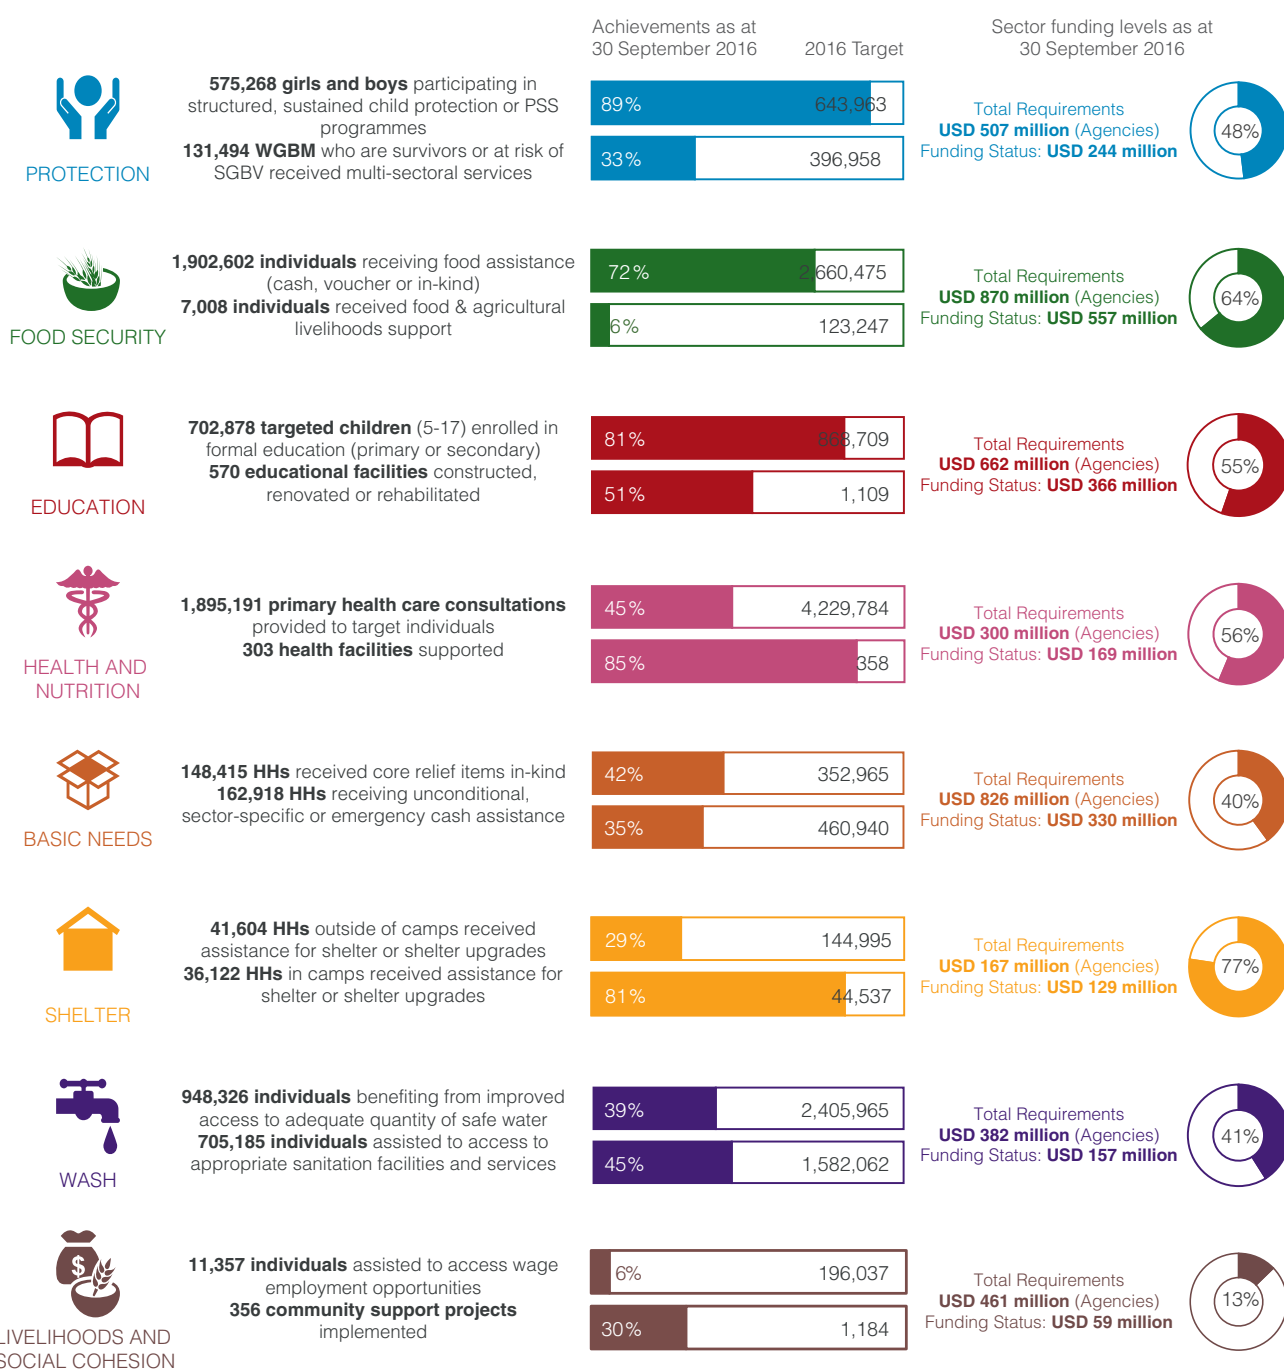 Achievements as at
30 September 2016
2016 Target
Sector funding levels as at
30 September 2016
PROTECTION
575,268 girls and boys participating in
structured, sustained child protection or PSS
programmes
131,494 WGBM who are survivors or at risk of
SGBV received multi-sectoral services
89%
643,963
33%
396,958
Total Requirements
USD 507 million (Agencies)
Funding Status: USD 244 million
48%
FOOD SECURITY
1,902,602 individuals receiving food assistance
(cash, voucher or in-kind)
7,008 individuals received food & agricultural
livelihoods support
72%
2,660,475
6%
123,247
Total Requirements
USD 870 million (Agencies)
Funding Status: USD 557 million
64%
EDUCATION
702,878 targeted children (5-17) enrolled in
formal education (primary or secondary)
570 educational facilities constructed,
renovated or rehabilitated
81%
868,709
51%
1,109
Total Requirements
USD 662 million (Agencies)
Funding Status: USD 366 million
55%
HEALTH AND
NUTRITION
1,895,191 primary health care consultations
provided to target individuals
303 health facilities supported
45%
4,229,784
85%
358
Total Requirements
USD 300 million (Agencies)
Funding Status: USD 169 million
56%
BASIC NEEDS
148,415 HHs received core relief items in-kind
162,918 HHs receiving unconditional,
sector-specific or emergency cash assistance
42%
352,965
35%
460,940
Total Requirements
USD 826 million (Agencies)
Funding Status: USD 330 million
40%
SHELTER
41,604 HHs outside of camps received
assistance for shelter or shelter upgrades
36,122 HHs in camps received assistance for
shelter or shelter upgrades
29%
144,995
81%
44,537
Total Requirements
USD 167 million (Agencies)
Funding Status: USD 129 million
77%
WASH
948,326 individuals benefiting from improved
access to adequate quantity of safe water
705,185 individuals assisted to access to
appropriate sanitation facilities and services
39%
2,405,965
45%
1,582,062
Total Requirements
USD 382 million (Agencies)
Funding Status: USD 157 million
41%
$
LIVELIHOODS AND
SOCIAL COHESION
11,357 individuals assisted to access wage
employment opportunities
356 community support projects
implemented
6%
196,037
30%
1,184
Total Requirements
USD 461 million (Agencies)
Funding Status: USD 59 million
13%